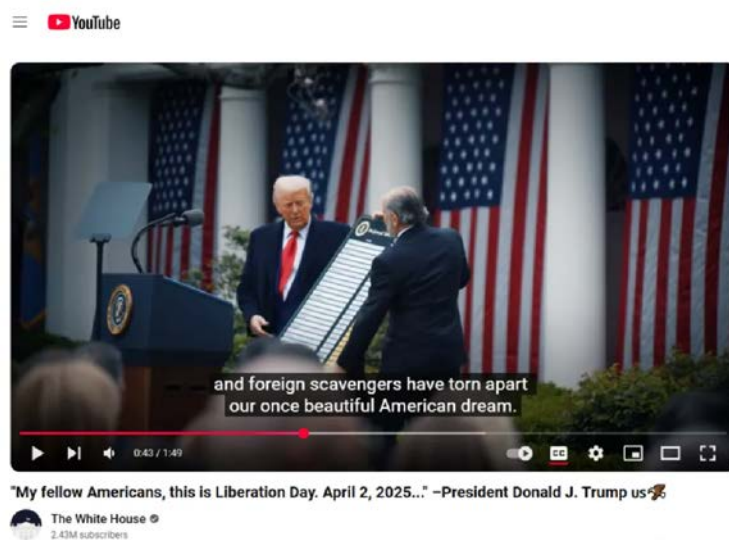 YouTube
and foreign scavengers have torn apart
our once beautiful American dream.
0:43 / 1:49
CC
"My fellow Americans, this is Liberation Day. April 2, 2025..." –President Donald J. Trump us
The White House
2.43M subscribers